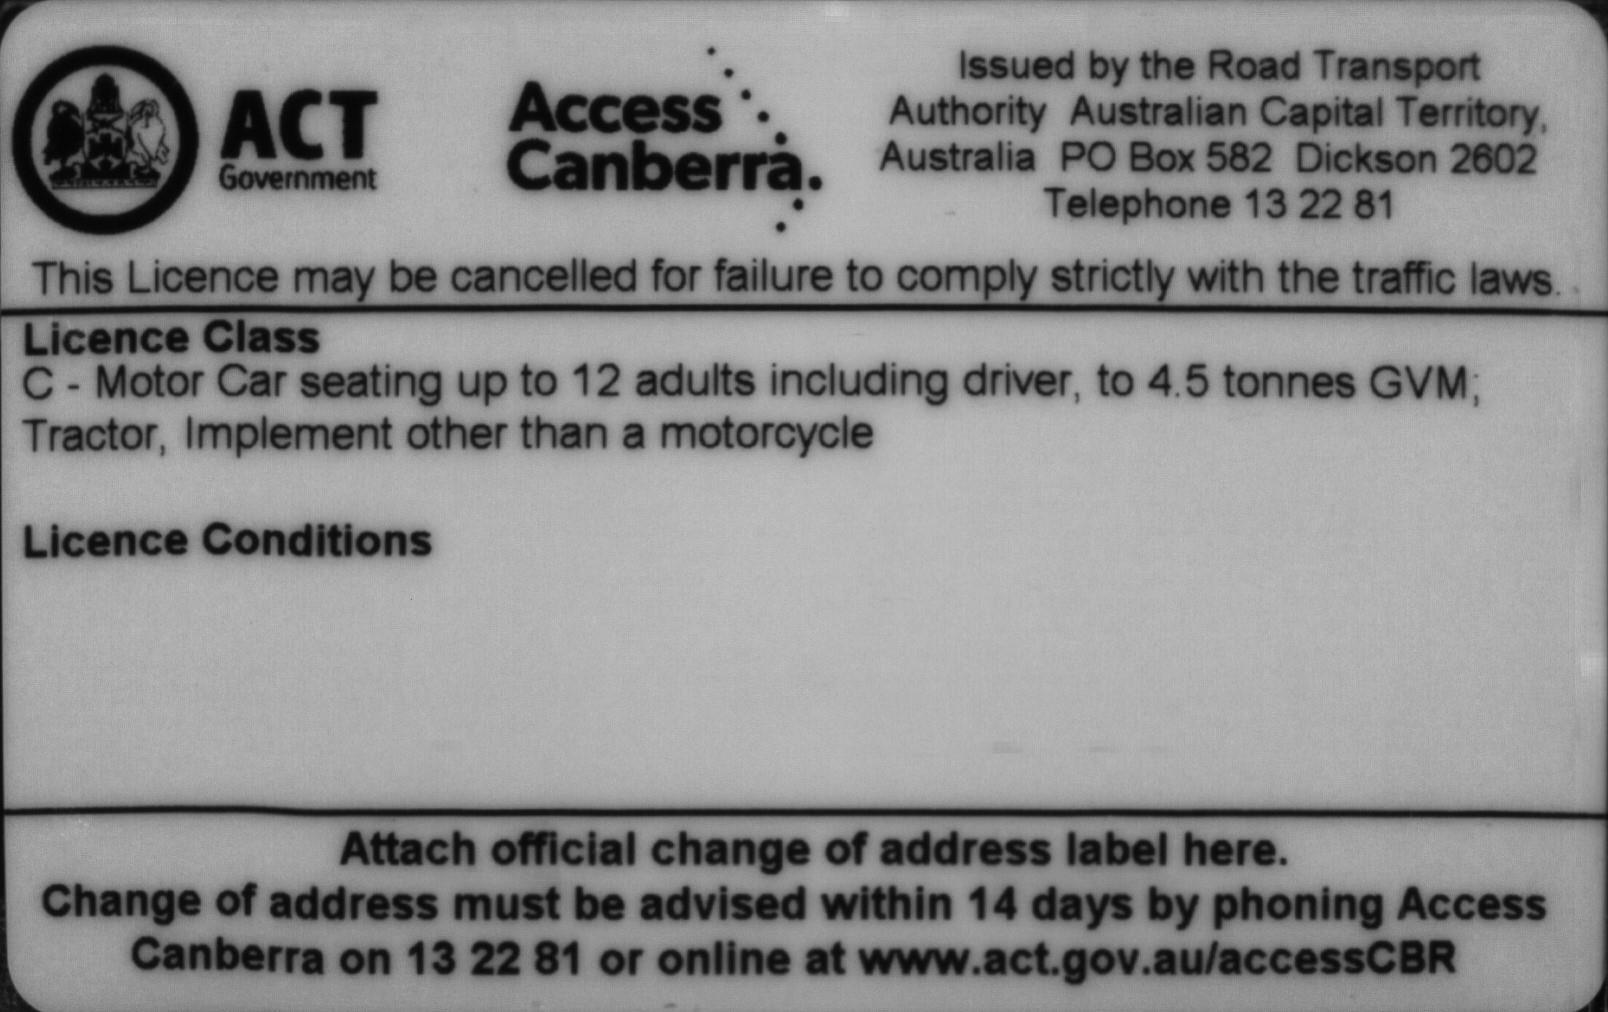 ACT
Government
Access
Canberra.
Issued by the Road Transport
Authority Australian Capital Territory,
Australia PO Box 582 Dickson 2602
Telephone 13 22 81
This Licence may be cancelled for failure to comply strictly with the traffic laws.
Licence Class
C - Motor Car seating up to 12 adults including driver, to 4.5 tonnes GVM;
Tractor, Implement other than a motorcycle
Licence Conditions
Attach official change of address label here.
Change of address must be advised within 14 days by phoning Access
Canberra on 13 22 81 or online at www.act.gov.au/accessCBR